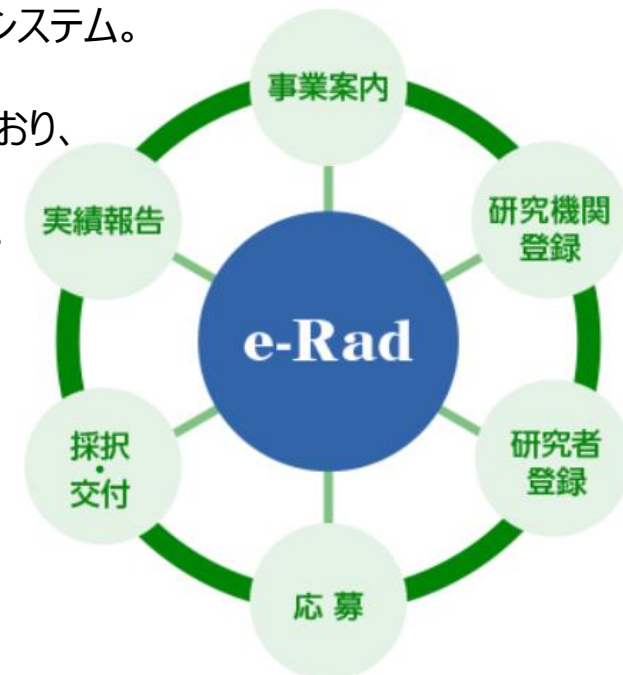 ンステム。
おり、
。
事業案内
実績報告
研究機関
登録
e-Rad
採択
・
交付
研究者
登録
応 募